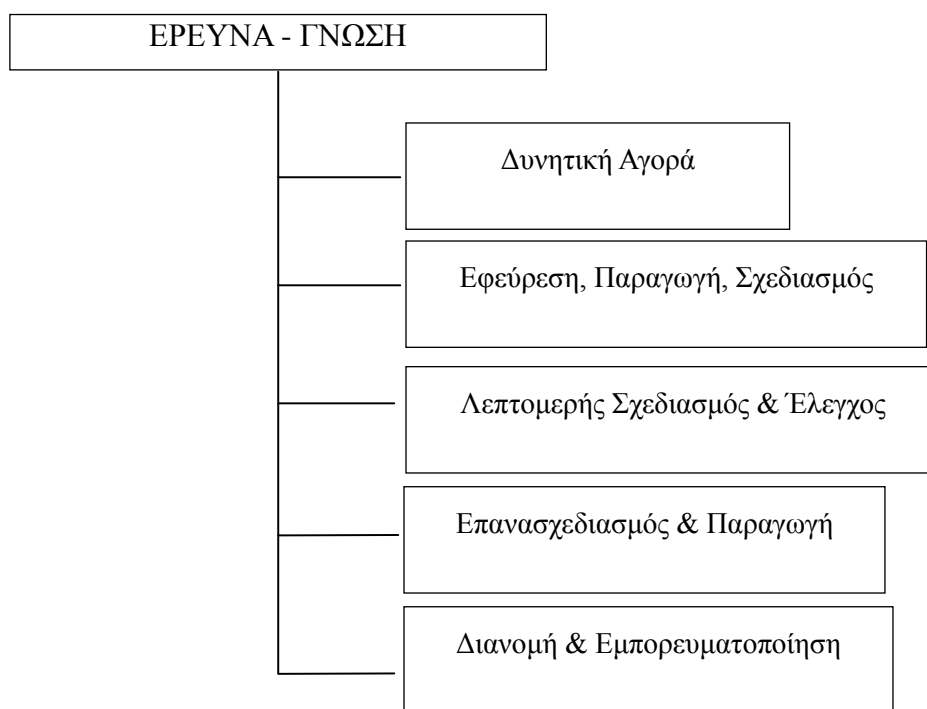 ΕΡΕΥΝΑ - ΓΝΩΣΗ
Δυνητική Αγορά
Εφεύρεση, Παραγωγή, Σχεδιασμός
Λεπτομερής Σχεδιασμός & Έλεγχος
Επανασχεδιασμός & Παραγωγή
Διανομή & Εμπορευματοποίηση